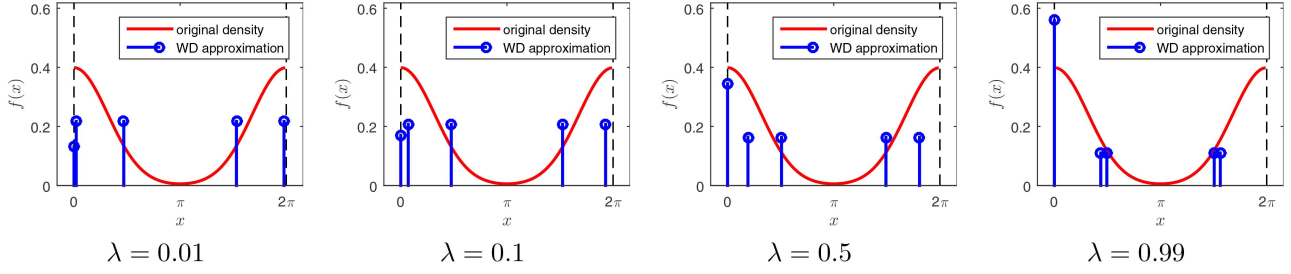 0.6
0.4
0.2
0
f(x)
original density
WD approximation
0
π
2π
x
λ = 0.01
0.6
0.4
0.2
0
f(x)
original density
WD approximation
0
π
2π
x
λ = 0.1
0.6
0.4
0.2
0
f(x)
original density
WD approximation
0
π
2π
x
λ = 0.5
0.6
0.4
0.2
0
f(x)
original density
WD approximation
0
π
2π
x
λ = 0.99